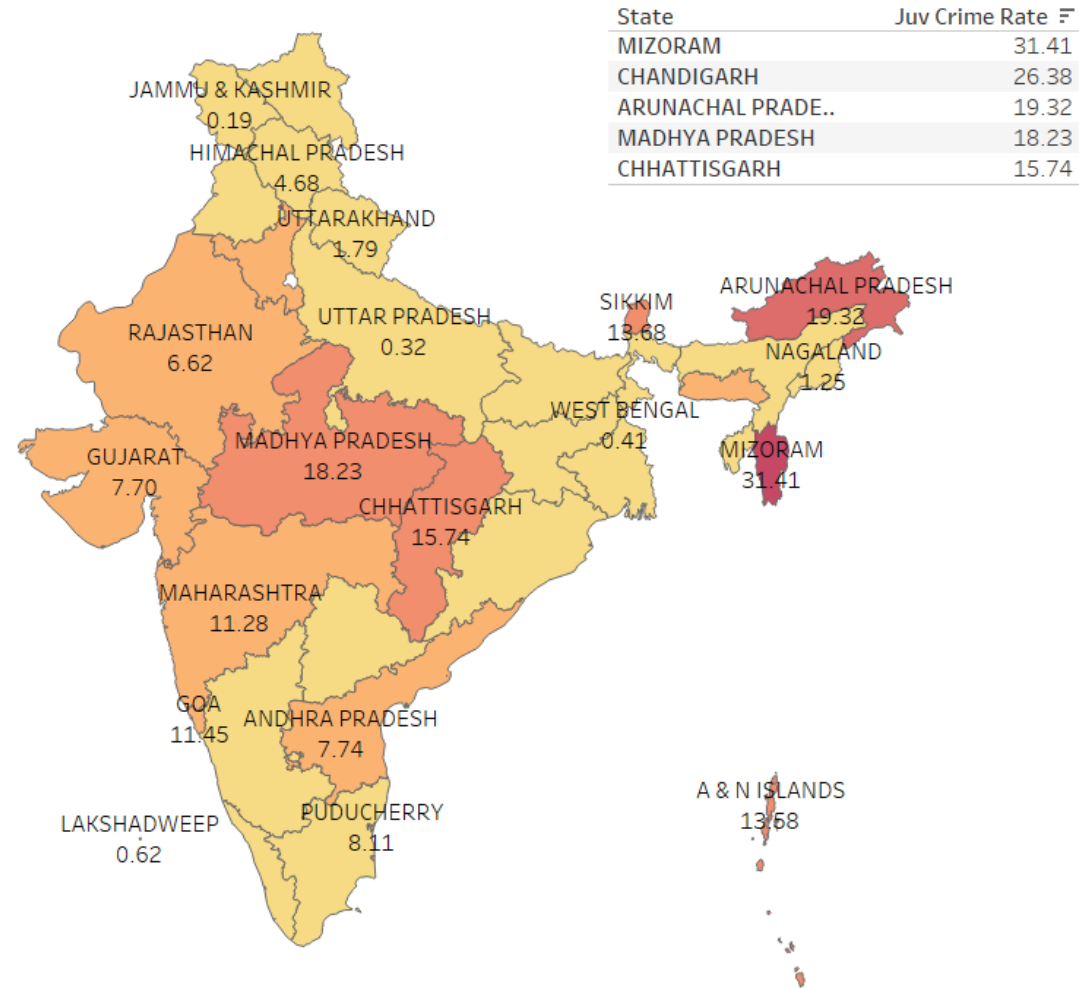 State Juv Crime Rate
MIZORAM 31.41
CHANDIGARH 26.38
ARUNACHAL PRADE.. 19.32
MADHYA PRADESH 18.23
CHHATTISGARH 15.74
JAMMU & KASHMIR
0.19
HIMACHAL PRADESH
4.68
UTTARAKHAND
1.79
ARUNACHAL PRADESH
19.32
SIKKIM
13.68
UTTAR PRADESH
0.32
RAJASTHAN
6.62
NAGALAND
1.25
WEST BENGAL
0.41
MADHYA PRADESH
18.23
MIZORAM
31.41
GUJARAT
7.70
CHHATTISGARH
15.74
MAHARASHTRA
11.28
GOA
11.45
ANDHRA PRADESH
7.74
A & N ISLANDS
13.68
PUDUCHERRY
8.11
LAKSHADWEEP
0.62